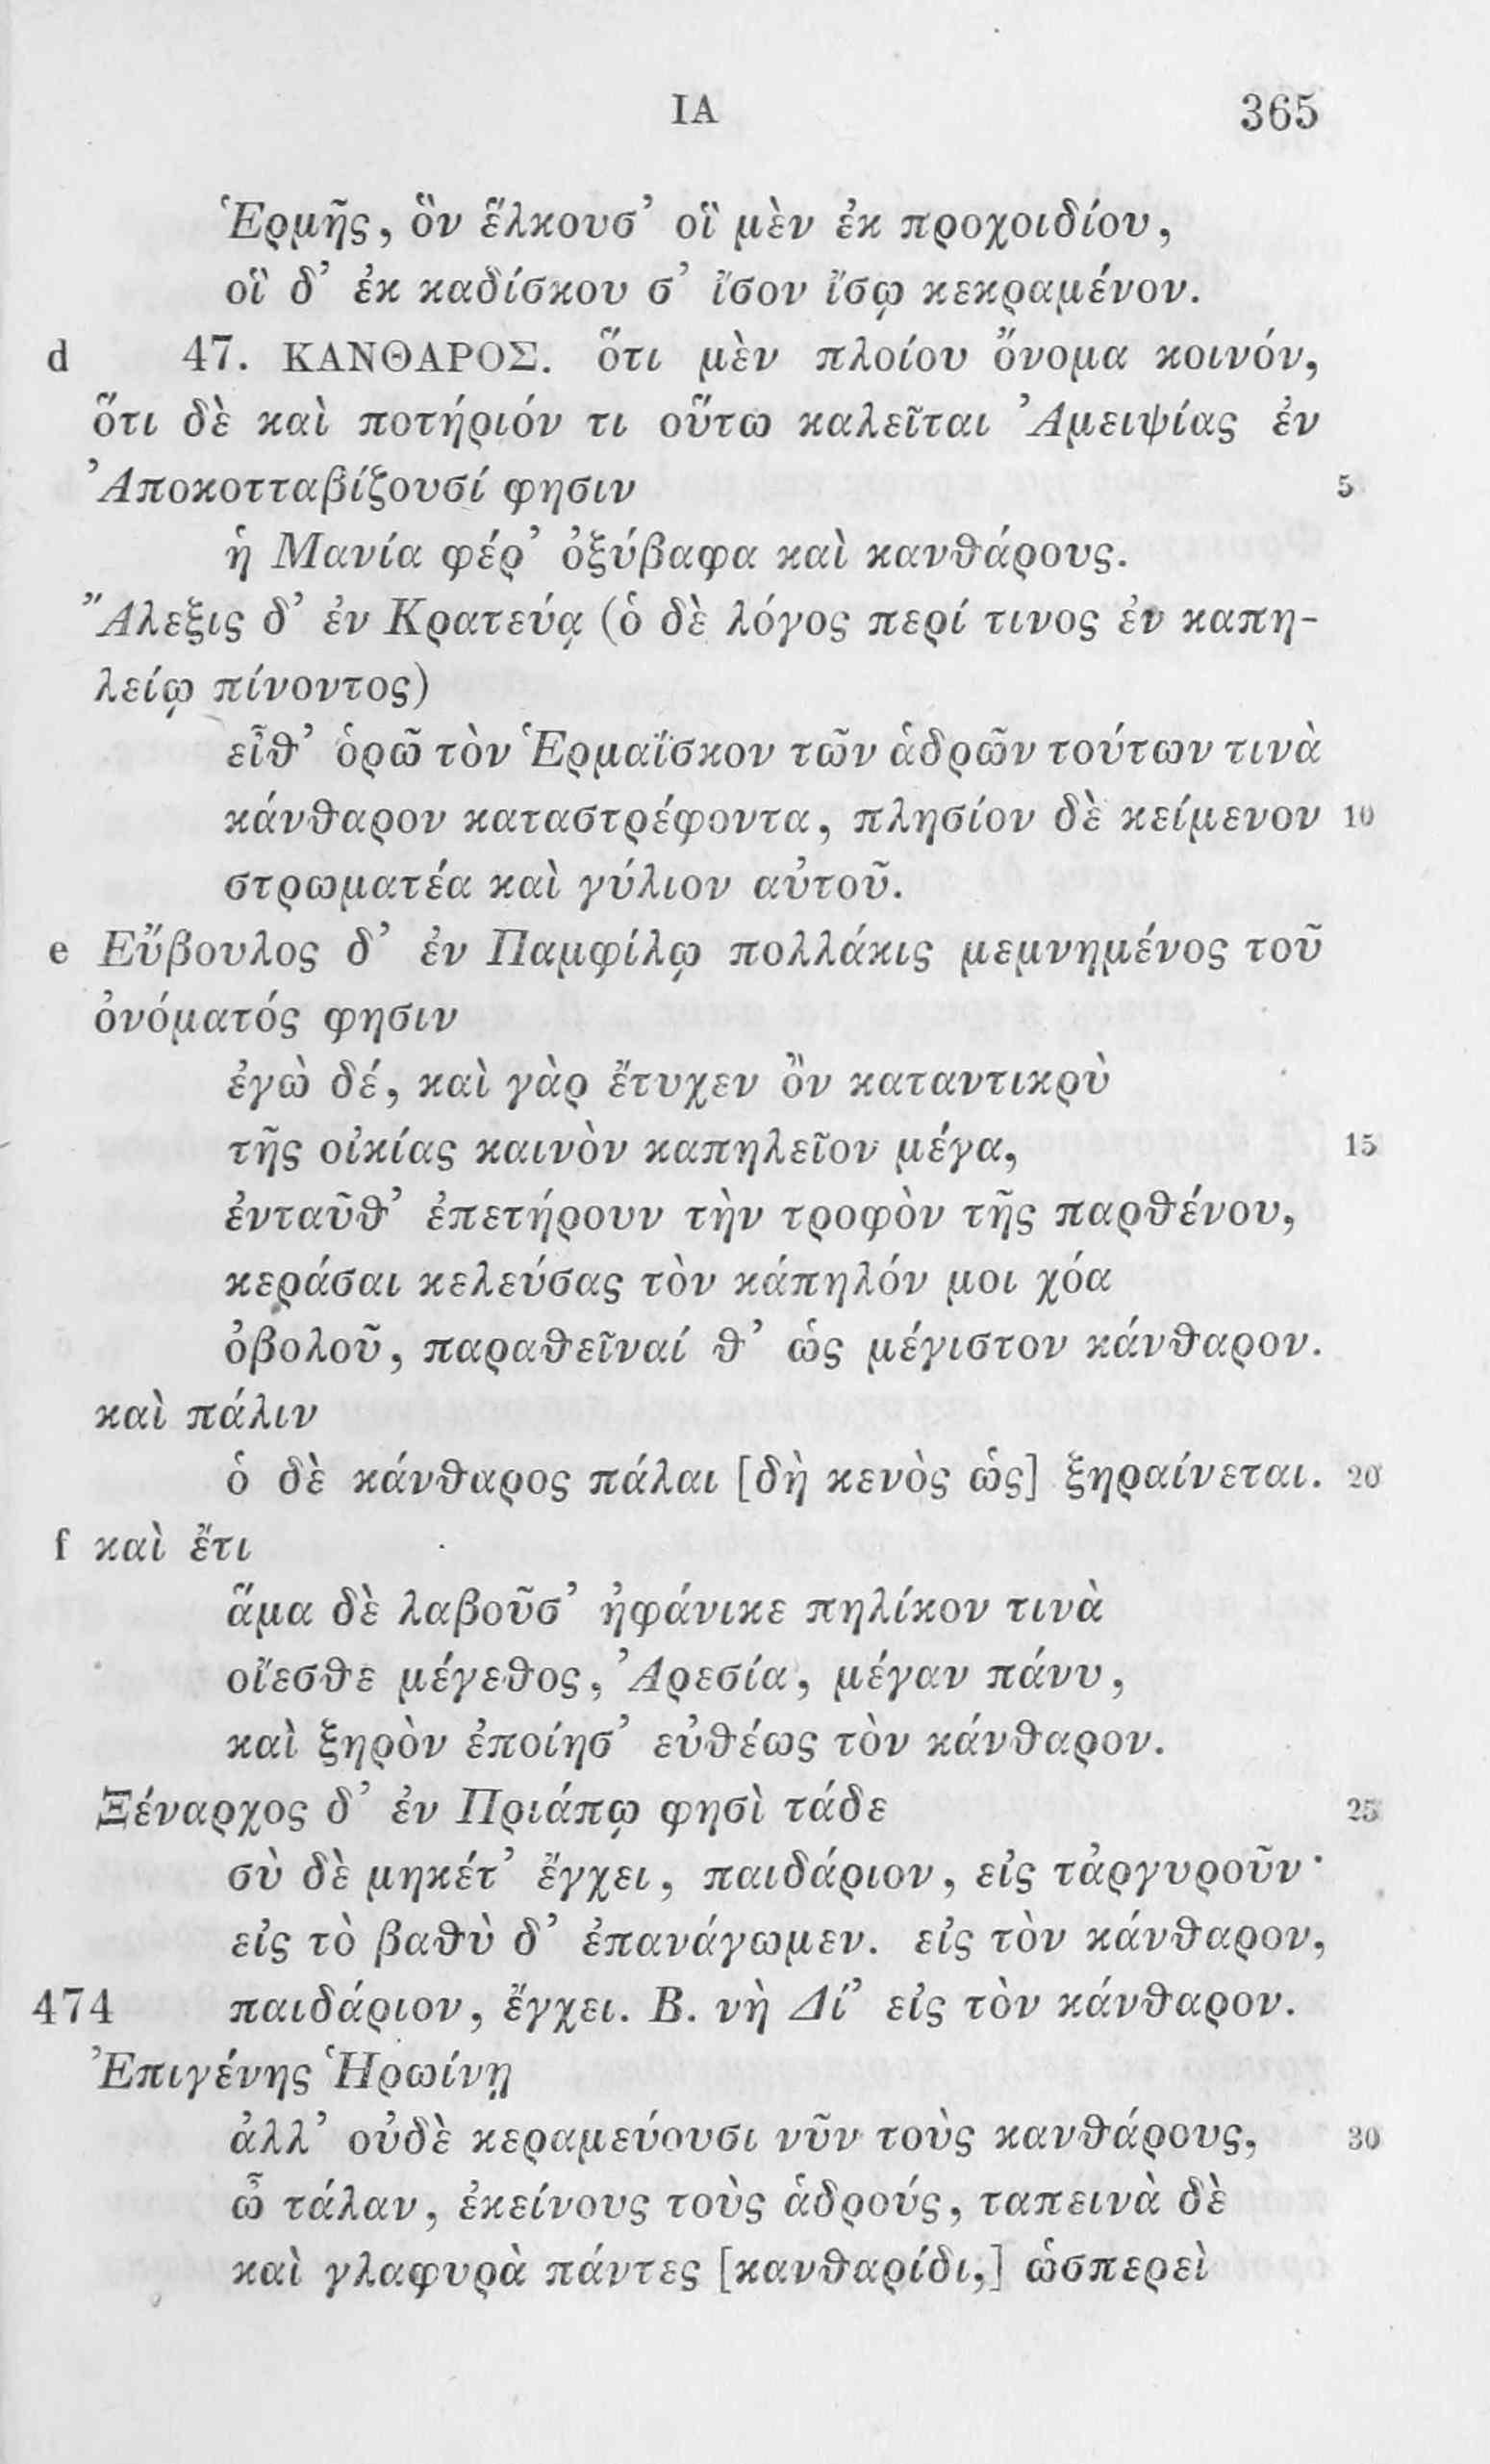 ΙΑ 365
Ἑρμῆς, ὃν ἕλκουσ’ οἳ μὲν ἐκ προχοιδίου,
οἳ δ’ ἐκ καδίσκου σ’ ἴσον ἴσῳ κεκραμένον.
d 47. ΚΑΝΘΑΡΟΣ. ὅτι μὲν πλοίου ὄνομα κοινόν,
ὅτι δὲ καὶ ποτήριόν τι οὕτω καλεῖται Ἀμειψίας ἐν
Ἀποκοτταβίζουσί φησιν 5
ἡ Μανία φέρ’ ὀξύβαφα καὶ κανθάρους.
Ἄλεξις δ’ ἐν Κρατεύᾳ (ὁ δὲ λόγος περί τινος ἐν καπη-
λείῳ πίνοντος)
εἶθ’ ὁρῶ τὸν Ἑρμαΐσκον τῶν ἁδρῶν τούτων τινὰ
κάνθαρον καταστρέφοντα, πλησίον δὲ κείμενον 10
στρωματέα καὶ γύλιον αὐτοῦ.
e Εὔβουλος δ’ ἐν Παμφίλῳ πολλάκις μεμνημένος τοῦ
ὀνόματός φησιν
ἐγὼ δέ, καὶ γὰρ ἔτυχεν ὂν καταντικρὺ
τῆς οἰκίας καινὸν καπηλεῖον μέγα, 15
ἐνταῦθ’ ἐπετήρουν τὴν τροφὸν τῆς παρθένου,
κεράσαι κελεύσας τὸν κάπηλόν μοι χόα
ὀβολοῦ, παραθεῖναί θ’ ὡς μέγιστον κάνθαρον.
καὶ πάλιν
ὁ δὲ κάνθαρος πάλαι [δὴ κενὸς ὡς] ξηραίνεται. 20
f καὶ ἔτι
ἅμα δὲ λαβοῦσ’ ἠφάνικε πηλίκον τινὰ
οἴεσθε μέγεθος, Ἀρεσία, μέγαν πάνυ,
καὶ ξηρὸν ἐποίησ’ εὐθέως τὸν κάνθαρον.
Ξέναρχος δ’ ἐν Πριάπῳ φησὶ τάδε 25
σὺ δὲ μηκέτ’ ἔγχει, παιδάριον, εἰς τἀργυροῦν·
εἰς τὸ βαθὺ δ’ ἐπανάγωμεν. εἰς τὸν κάνθαρον,
474 παιδάριον, ἔγχει. Β. νὴ Δί’ εἰς τὸν κάνθαρον.
Ἐπιγένης Ἡρωίνῃ
ἀλλ’ οὐδὲ κεραμεύουσι νῦν τοὺς κανθάρους, 30
ὦ τάλαν, ἐκείνους τοὺς ἁδρούς, ταπεινὰ δὲ
καὶ γλαφυρὰ πάντες [κανθαρίδι,] ὡσπερεὶ